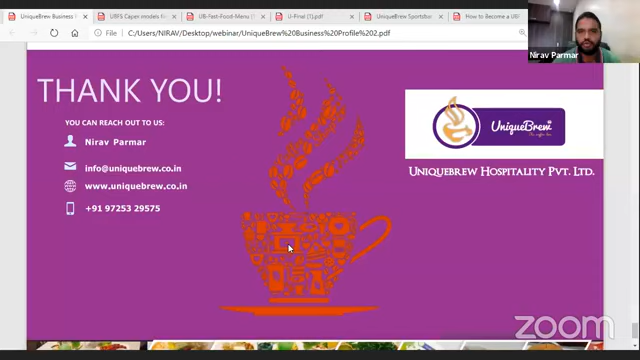 UniqueBrew Business P
UIFS Caper models f
UB-Fast-Food-Menu (
U-Final (1).pdf
UniqueBrew Sportsba
How to Become a UB
File
C:/Users/NIRAV/Desktop/webinar/UniqueBrew%20Business%20Profile%202.pdf
Nirav Parmar
THANK YOU!
YOU CAN REACH OUT TO US:
Nirav Parmar
info@uniquebrew.co.in
www.uniquebrew.co.in
+91 97253 29575
UniqueBrew
UNIQUEBREW HOSPITALITY PVT. LTD.
zoom